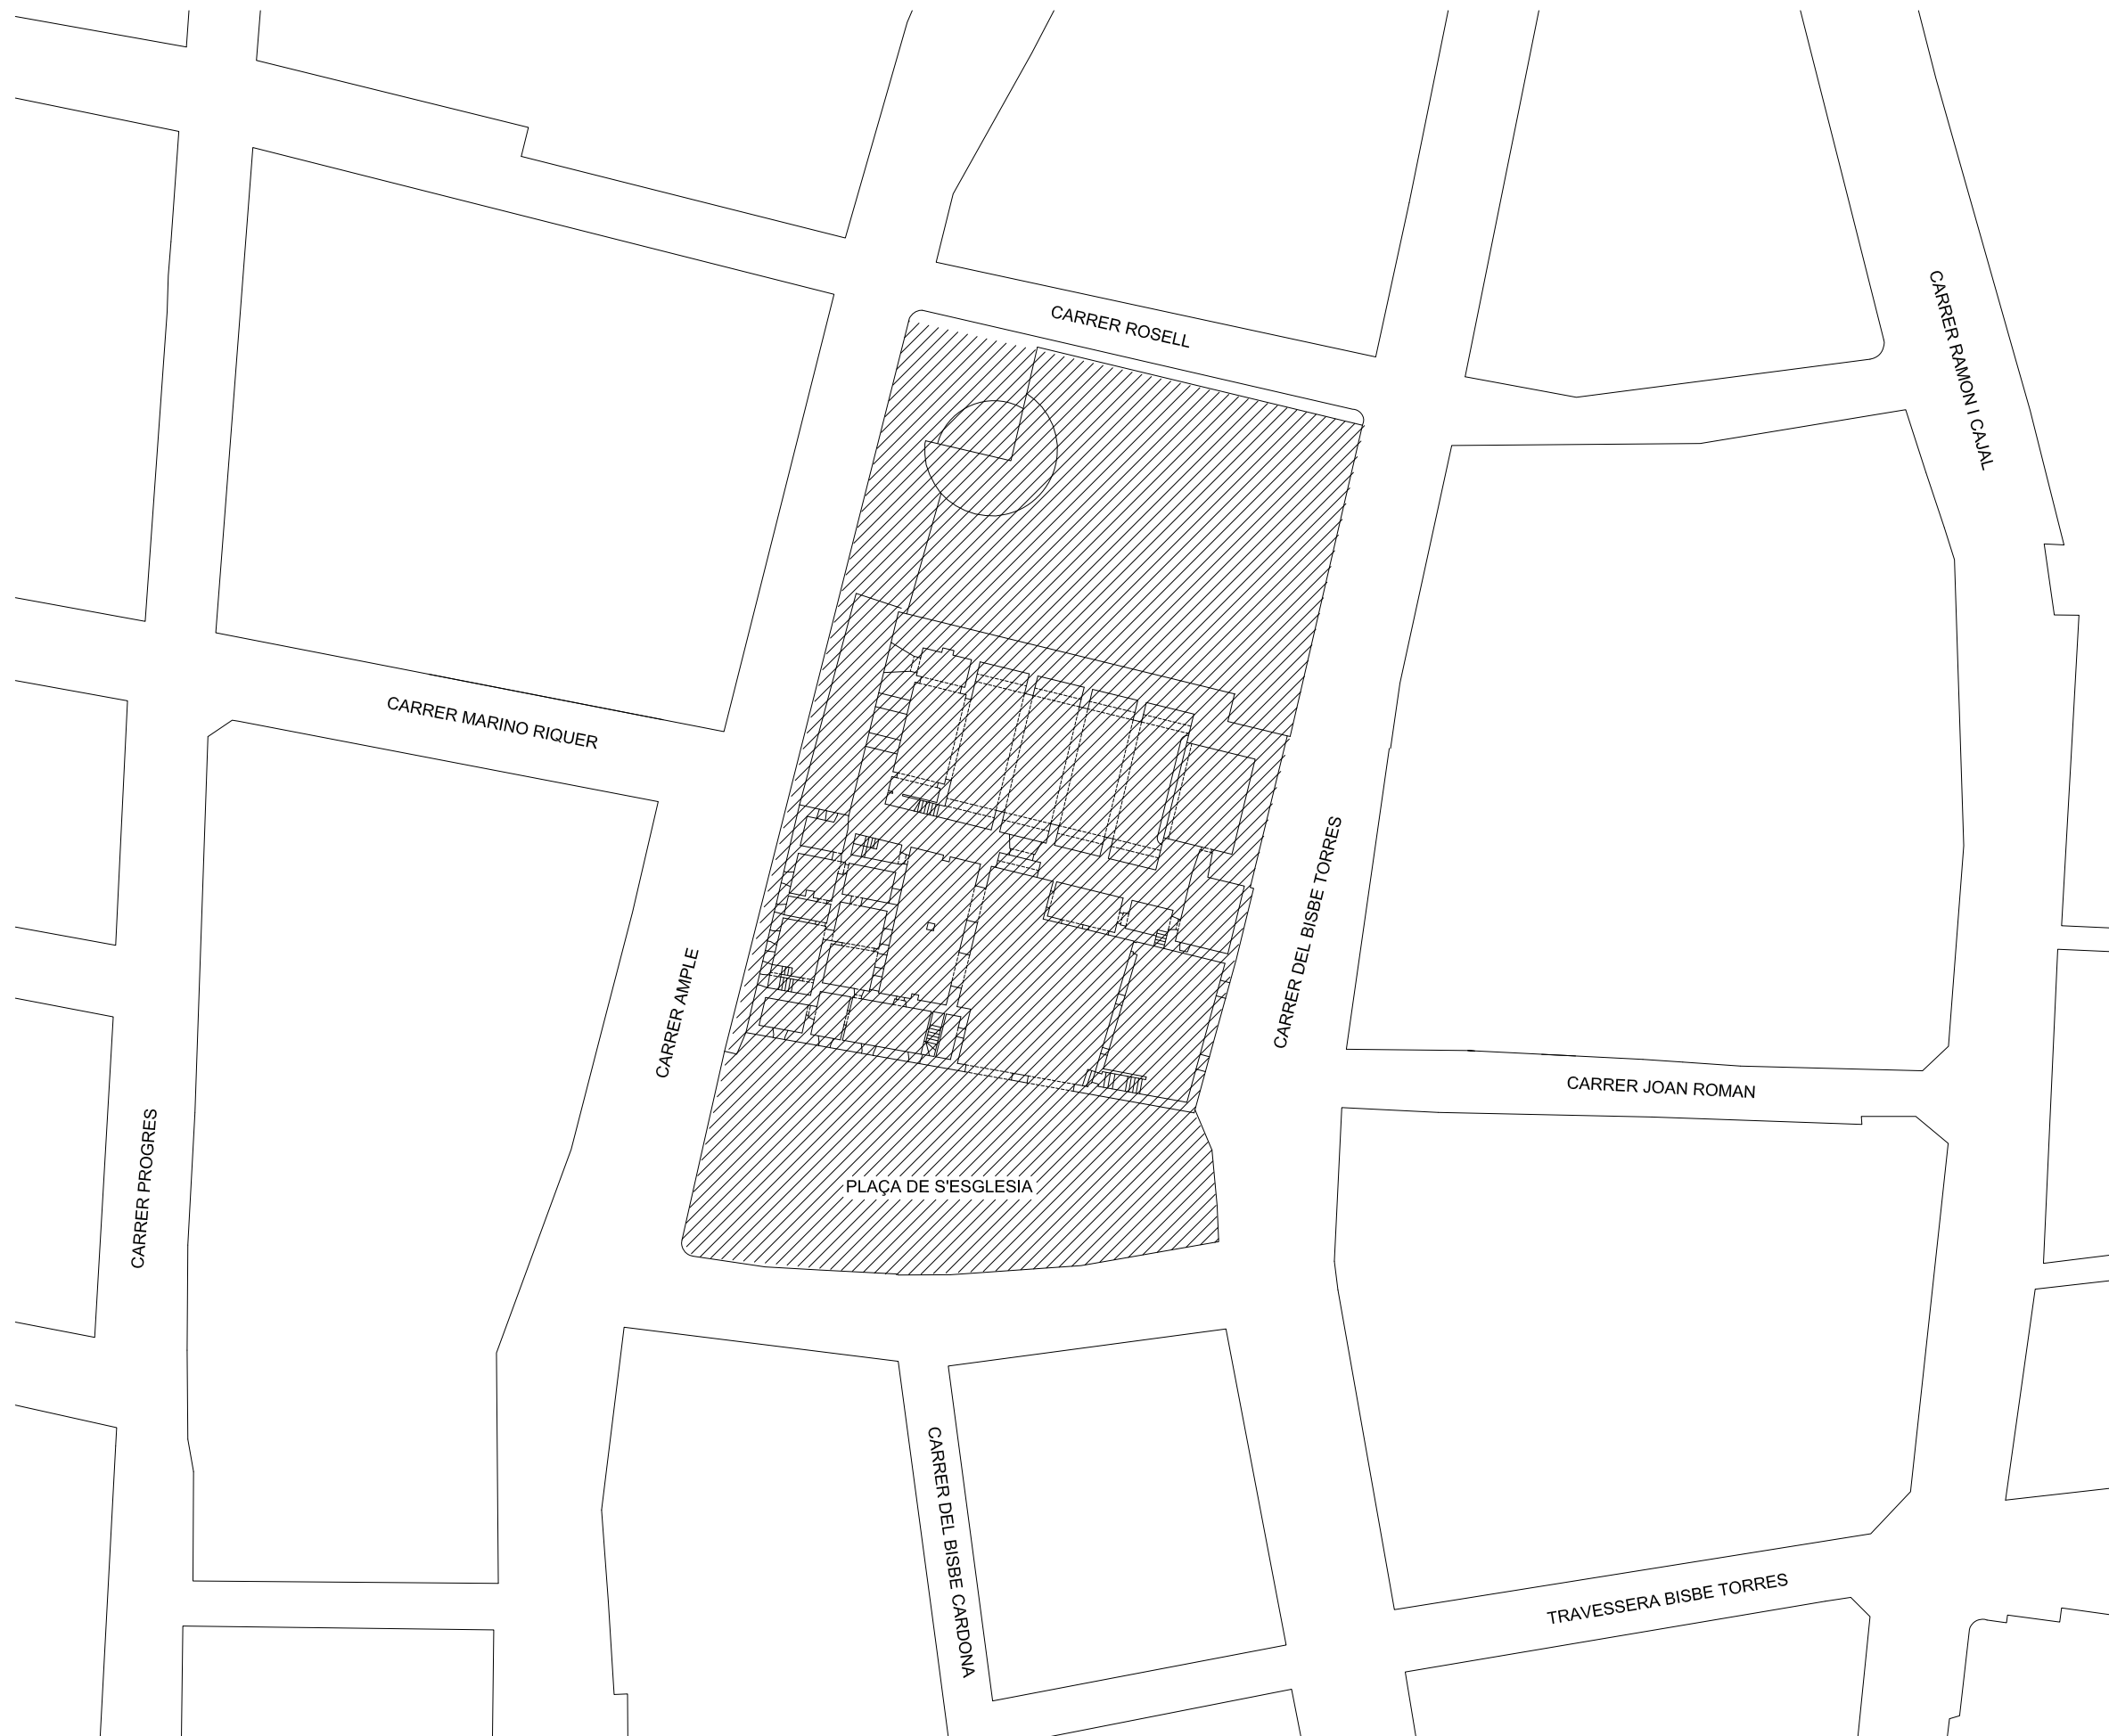 CARRER ROSELL
CARRER RAMON I CAJAL
CARRER MARINO RIQUER
CARRER DEL BISBE TORRES
CARRER AMPLE
CARRER JOAN ROMAN
CARRER PROGRES
PLAÇA DE S'ESGLESIA
CARRER DEL BISBE CARDONA
TRAVESSERA BISBE TORRES